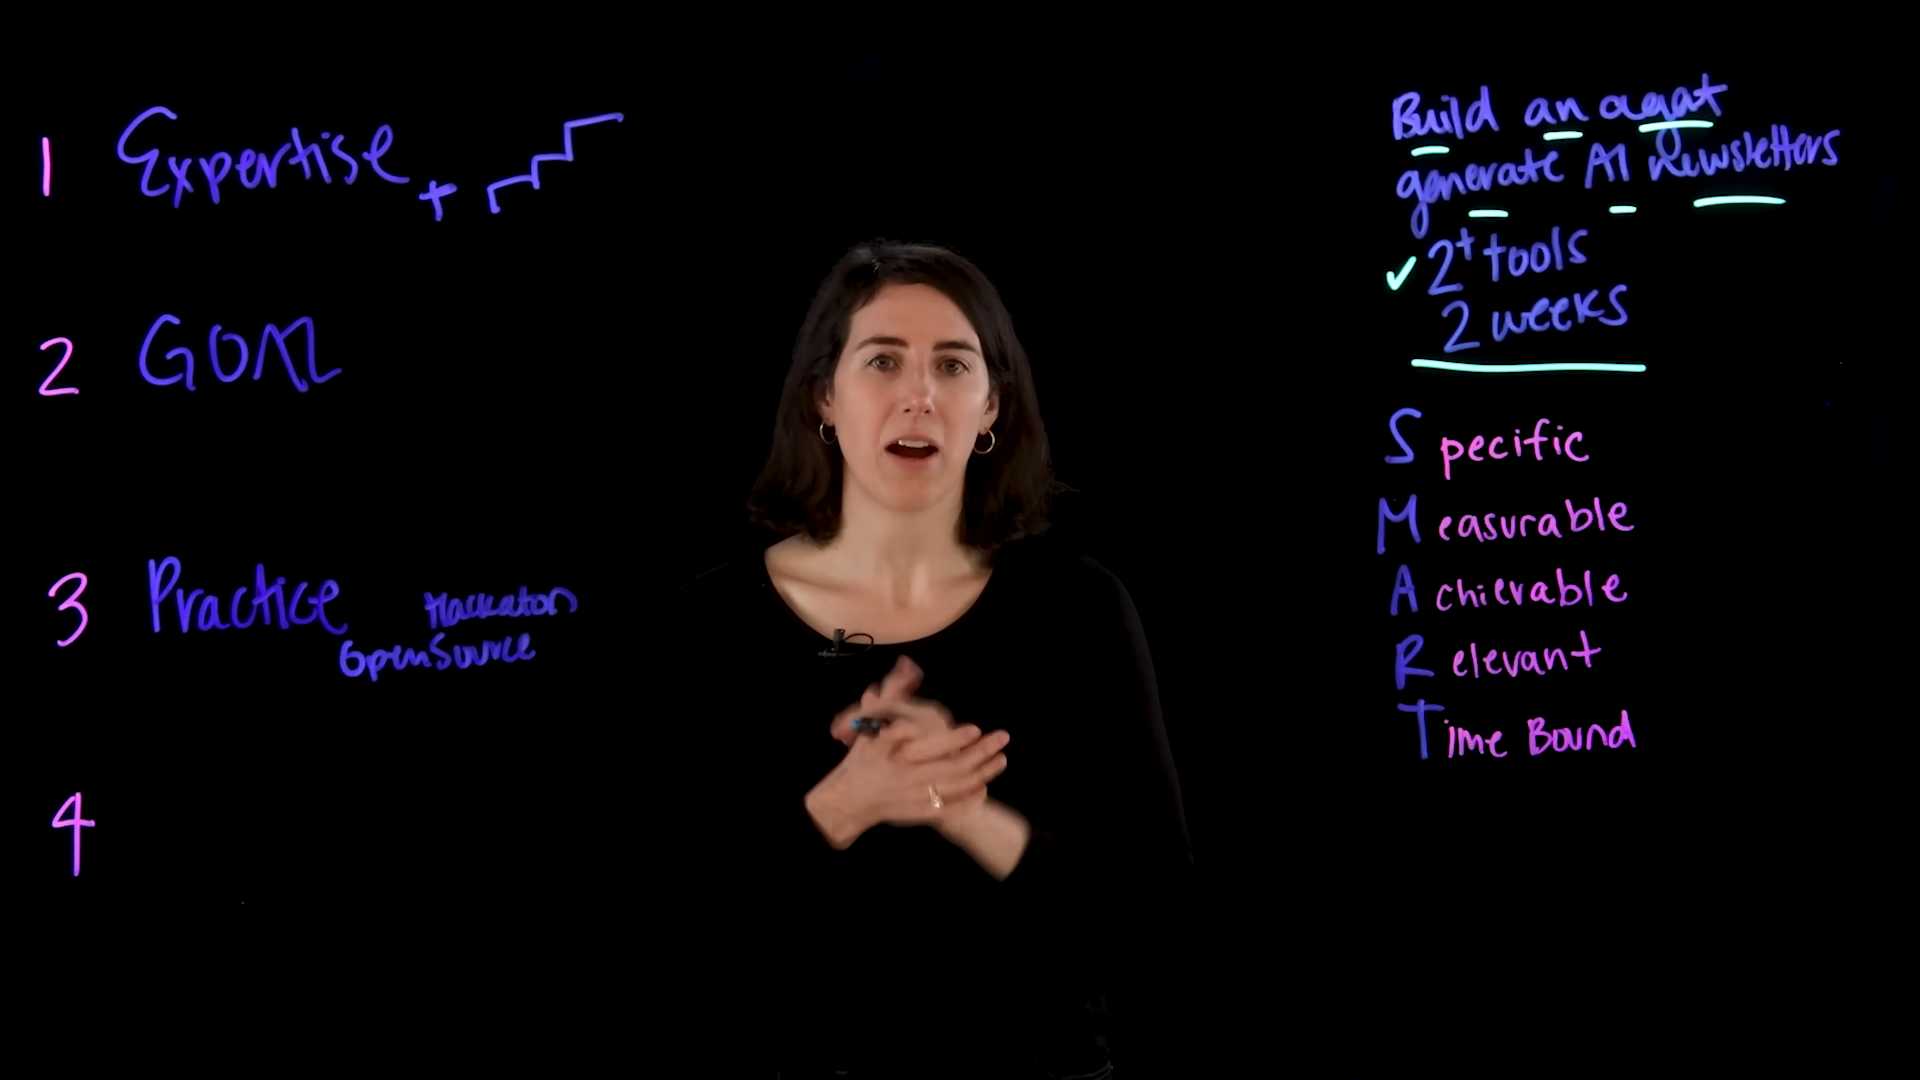 1 Expertise +
2 GOAL
3 Practice Hackaton
OpenSource
4
Build an agat
generate AI newsletters
✓ 2+ tools
2 weeks
Specific
Measurable
Achievable
Relevant
Time Bound